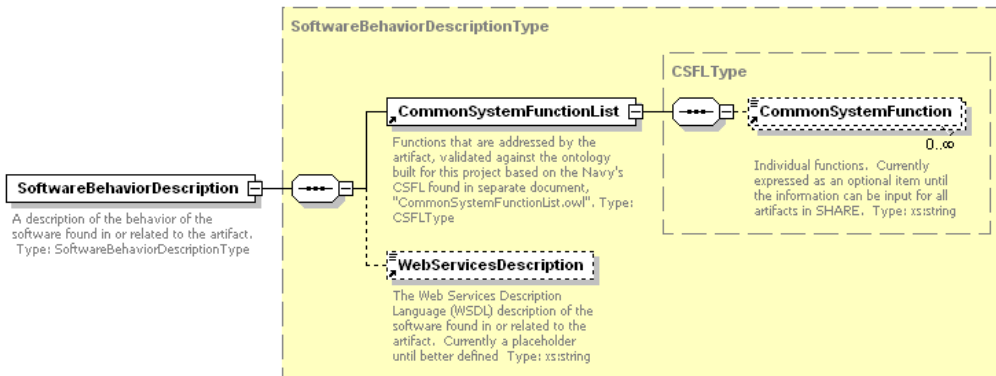 SoftwareBehaviorDescriptionType
CSFLType
CommonSystemFunctionList
CommonSystemFunction
0..∞
Functions that are addressed by the
artifact, validated against the ontology
built for this project based on the Navy's
CSFL found in separate document,
"CommonSystemFunctionList.owl". Type:
CSFLType
Individual functions. Currently
expressed as an optional item until
the information can be input for all
artifacts in SHARE. Type: xs:string
SoftwareBehaviorDescription
A description of the behavior of the
software found in or related to the artifact.
Type: SoftwareBehaviorDescriptionType
WebServicesDescription
The Web Services Description
Language (WSDL) description of the
software found in or related to the
artifact. Currently a placeholder
until better defined Type: xs:string